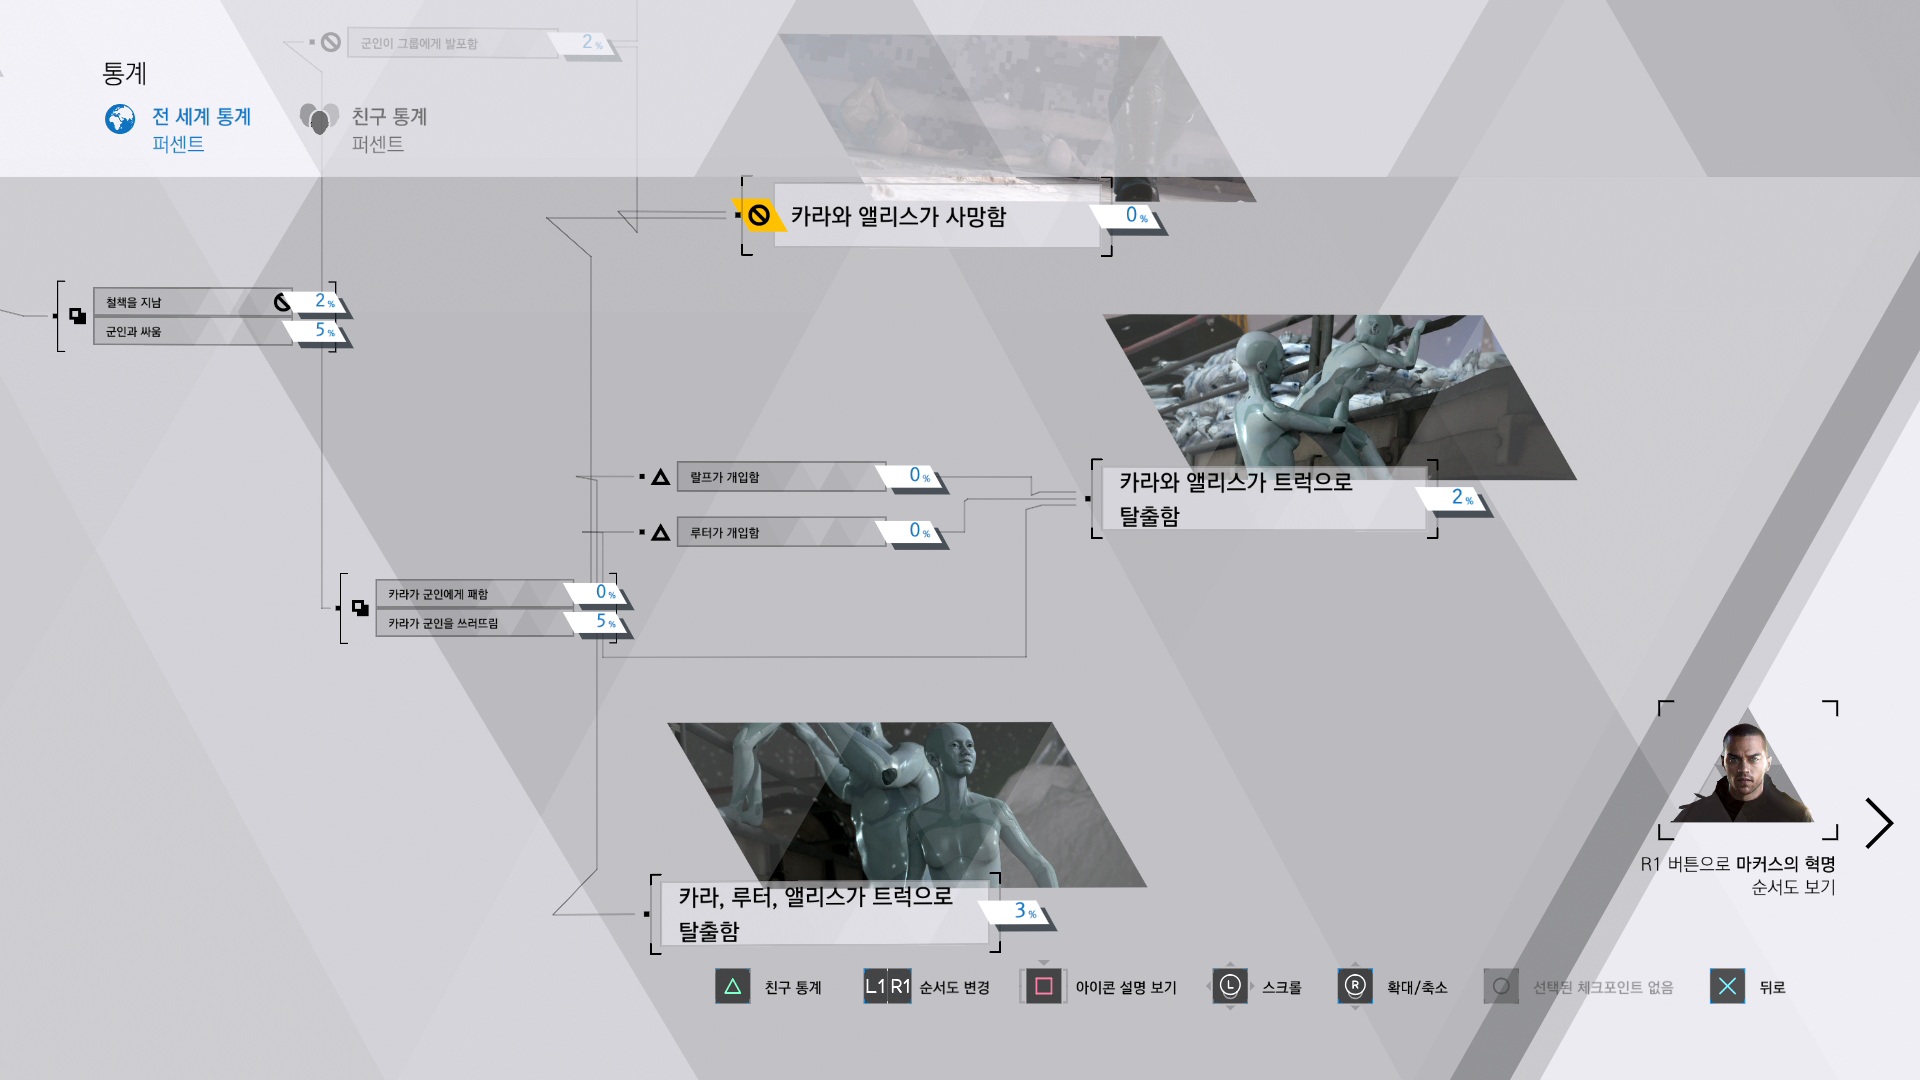 군인이 그룹에게 발포함
2%
통계
전 세계 통계
퍼센트
친구 통계
퍼센트
카라와 앨리스가 사망함
0%
철책을 지남
2%
군인과 싸움
5%
랄프가 개입함
0%
루터가 개입함
0%
카라와 앨리스가 트럭으로
탈출함
2%
카라가 군인에게 패함
0%
카라가 군인을 쓰러뜨림
5%
카라, 루터, 앨리스가 트럭으로
탈출함
3%
R1 버튼으로 마커스의 혁명
순서도 보기
친구 통계
L1 R1 순서도 변경
아이콘 설명 보기
L 스크롤
R 확대/축소
선택된 체크포인트 없음
뒤로